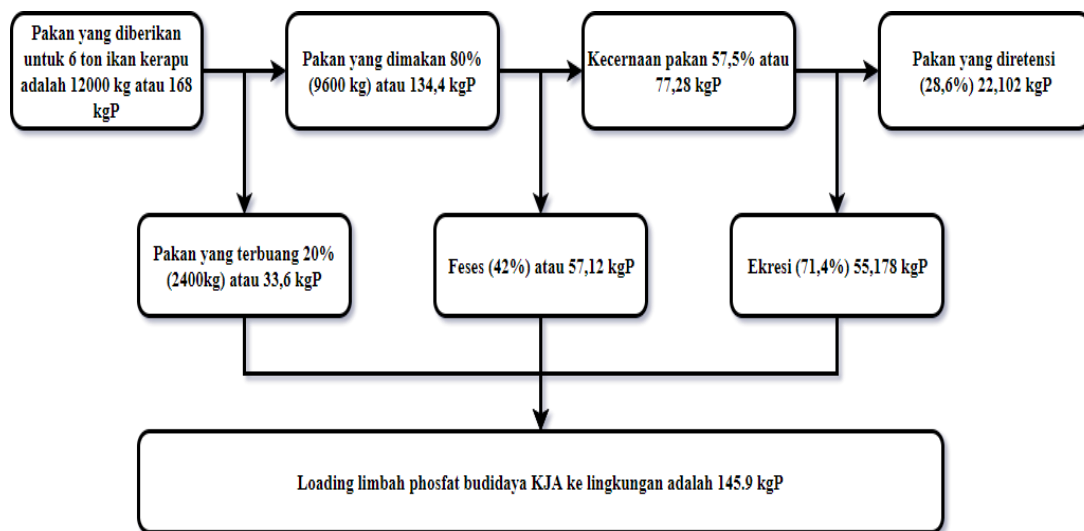 Pakan yang diberikan
untuk 6 ton ikan kerapu
adalah 12000 kg atau 168
kgP
Pakan yang dimakan 80%
(9600 kg) atau 134,4 kgP
Kecernaan pakan 57,5% atau
77,28 kgP
Pakan yang diretensi
(28,6%) 22,102 kgP
Pakan yang terbuang 20%
(2400kg) atau 33,6 kgP
Feses (42%) atau 57,12 kgP
Ekresi (71,4%) 55,178 kgP
Loading limbah phosfat budidaya KJA ke lingkungan adalah 145.9 kgP